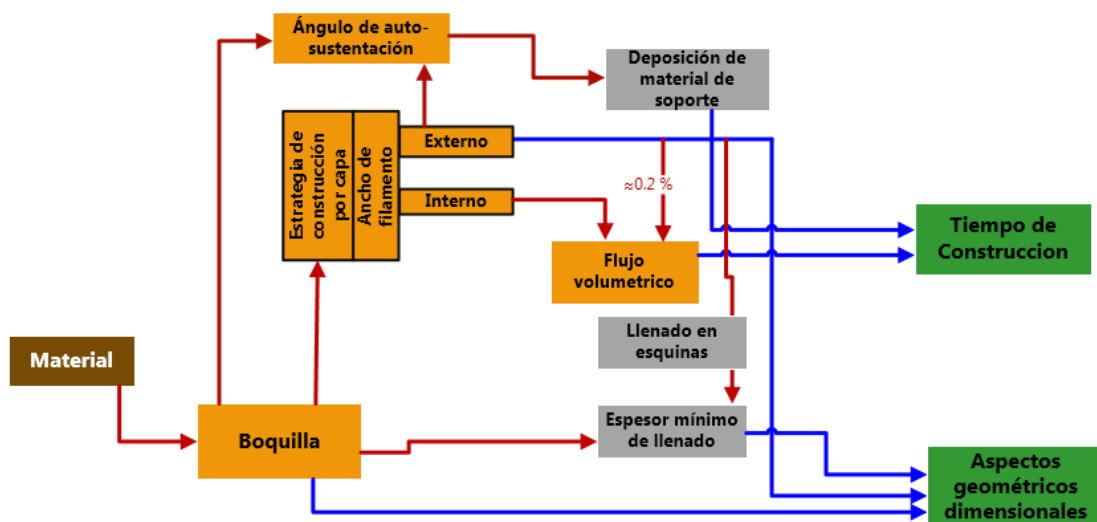 Ángulo de auto-
sustentación
Deposición de
material de
soporte
Estrategia de
construcción
por capa
Ancho de
filamento
Externo
Interno
≈0.2 %
Flujo
volumetrico
Tiempo de
Construccion
Llenado en
esquinas
Material
Boquilla
Espesor mínimo
de llenado
Aspectos
geométricos
dimensionales